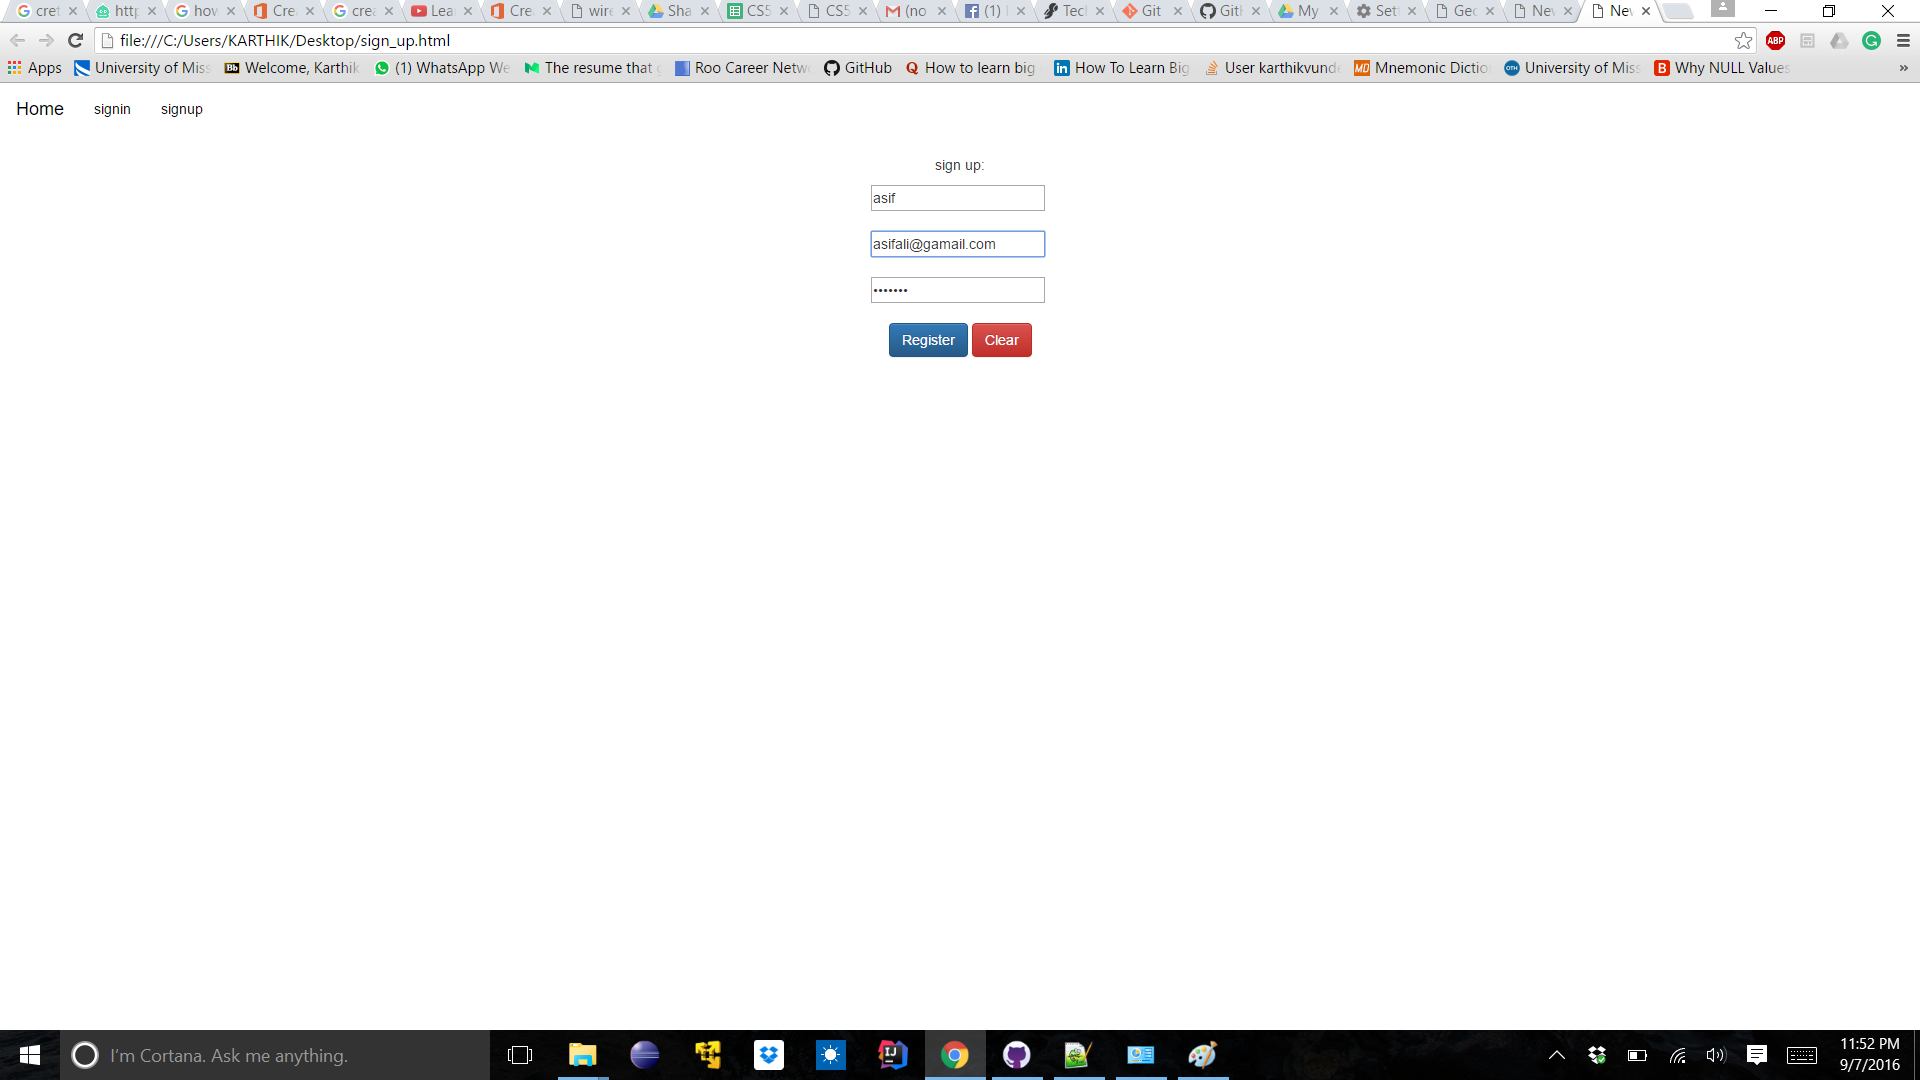 cret http how Cre Cre Lea Cre wire Sha CS5 CS5 (no (1) Tecl Git Git My Set Geo Nev Nev
file:///C:/Users/KARTHIK/Desktop/sign_up.html
Apps University of Miss Welcome, Karthik (1) WhatsApp We The resume that Roo Career Netw GitHub How to learn big How To Learn Big User karthikvund Mnemonic Dictio University of Miss Why NULL Values »
Home signin signup
sign up:
asif
asifali@gamail.com
•••••••
Register Clear
I'm Cortana. Ask me anything.
11:52 PM
9/7/2016